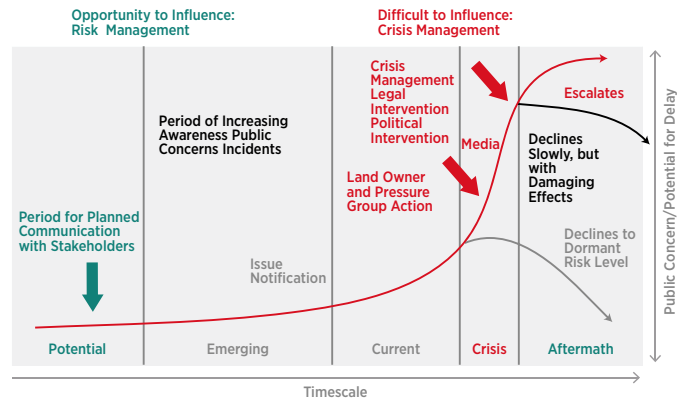 Opportunity to Influence:
Risk Management
Difficult to Influence:
Crisis Management
Crisis
Management
Legal
Intervention
Political
Intervention
Escalates
Period of Increasing
Awareness Public
Concerns Incidents
Media
Declines
Slowly, but
with
Damaging
Effects
Land Owner
and Pressure
Group Action
Period for Planned
Communication
with Stakeholders
Declines to
Dormant
Risk Level
Issue
Notification
Public Concern/Potential for Delay
Potential
Emerging
Current
Crisis
Aftermath
Timescale